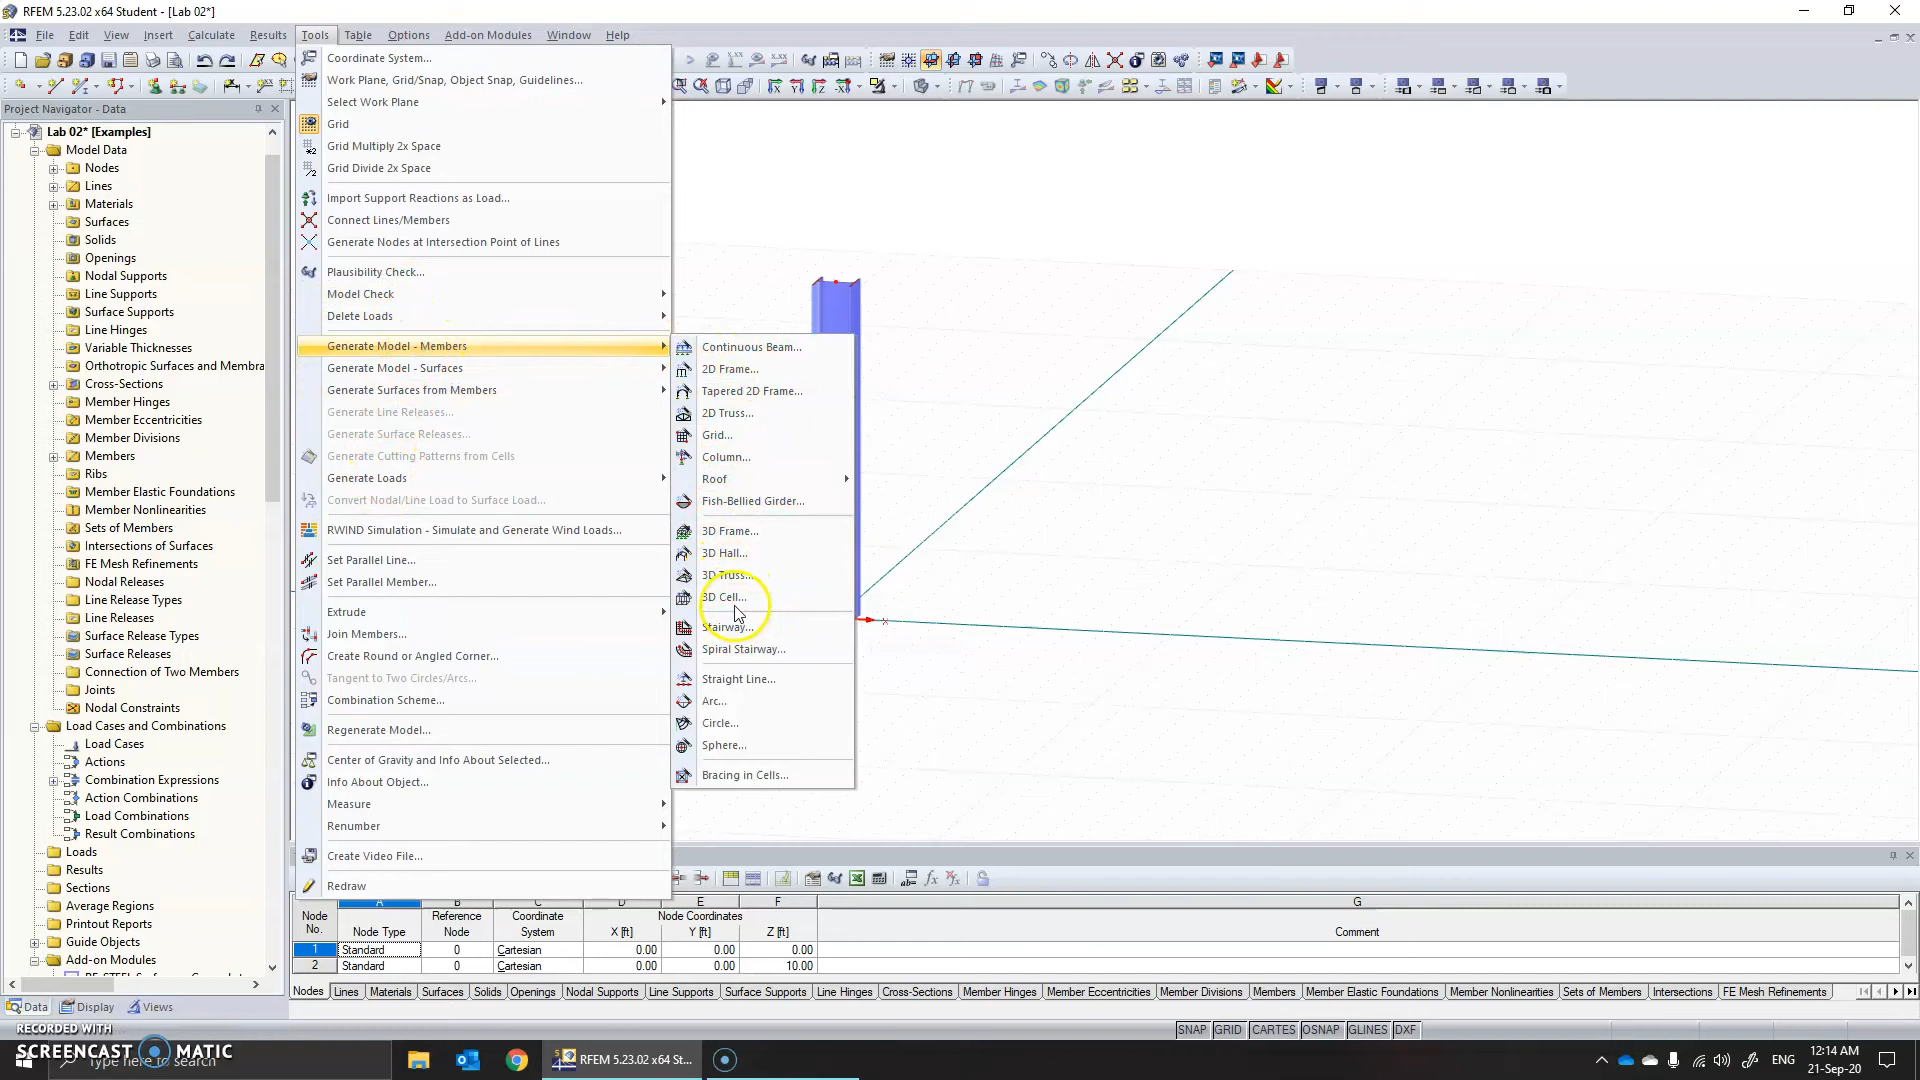 RFEM 5.23.02 x64 Student - [Lab 02*]
File Edit View Insert Calculate Results Tools Table Options Add-on Modules Window Help
Project Navigator - Data
Lab 02* [Examples]
Model Data
Nodes
Lines
Materials
Surfaces
Solids
Openings
Nodal Supports
Line Supports
Surface Supports
Line Hinges
Variable Thicknesses
Orthotropic Surfaces and Membra
Cross-Sections
Member Hinges
Member Eccentricities
Member Divisions
Members
Ribs
Member Elastic Foundations
Member Nonlinearities
Sets of Members
Intersections of Surfaces
FE Mesh Refinements
Nodal Releases
Line Release Types
Line Releases
Surface Release Types
Surface Releases
Connection of Two Members
Joints
Nodal Constraints
Load Cases and Combinations
Load Cases
Actions
Combination Expressions
Action Combinations
Load Combinations
Result Combinations
Loads
Results
Sections
Average Regions
Printout Reports
Guide Objects
Add-on Modules
Data Display Views
Coordinate System...
Work Plane, Grid/Snap, Object Snap, Guidelines...
Select Work Plane
Grid
Grid Multiply 2x Space
Grid Divide 2x Space
Import Support Reactions as Load...
Connect Lines/Members
Generate Nodes at Intersection Point of Lines
Plausibility Check...
Model Check
Delete Loads
Generate Model - Members
Generate Model - Surfaces
Generate Surfaces from Members
Generate Line Releases...
Generate Surface Releases...
Generate Cutting Patterns from Cells
Generate Loads
Convert Nodal/Line Load to Surface Load...
RWIND Simulation - Simulate and Generate Wind Loads...
Set Parallel Line...
Set Parallel Member...
Extrude
Join Members...
Create Round or Angled Corner...
Tangent to Two Circles/Arcs...
Combination Scheme...
Regenerate Model...
Center of Gravity and Info About Selected...
Info About Object...
Measure
Renumber
Create Video File...
Redraw
Continuous Beam...
2D Frame...
Tapered 2D Frame...
2D Truss...
Grid...
Column...
Roof
Fish-Bellied Girder...
3D Frame...
3D Hall...
3D Truss...
3D Cell...
Stairway...
Spiral Stairway...
Straight Line...
Arc...
Circle...
Sphere...
Bracing in Cells...
x
A B C D E F G
Node Reference Coordinate Node Coordinates
No. Node Type Node System X [ft] Y [ft] Z [ft] Comment
1 Standard 0 Cartesian 0.00 0.00 0.00
2 Standard 0 Cartesian 0.00 0.00 10.00
Nodes Lines Materials Surfaces Solids Openings Nodal Supports Line Supports Surface Supports Line Hinges Cross-Sections Member Hinges Member Eccentricities Member Divisions Members Member Elastic Foundations Member Nonlinearities Sets of Members Intersections FE Mesh Refinements
SNAP GRID CARTES OSNAP GLINES DXF
RECORDED WITH
SCREENCAST MATIC
Type here to search
RFEM 5.23.02 x64 St...
ENG
12:14 AM
21-Sep-20